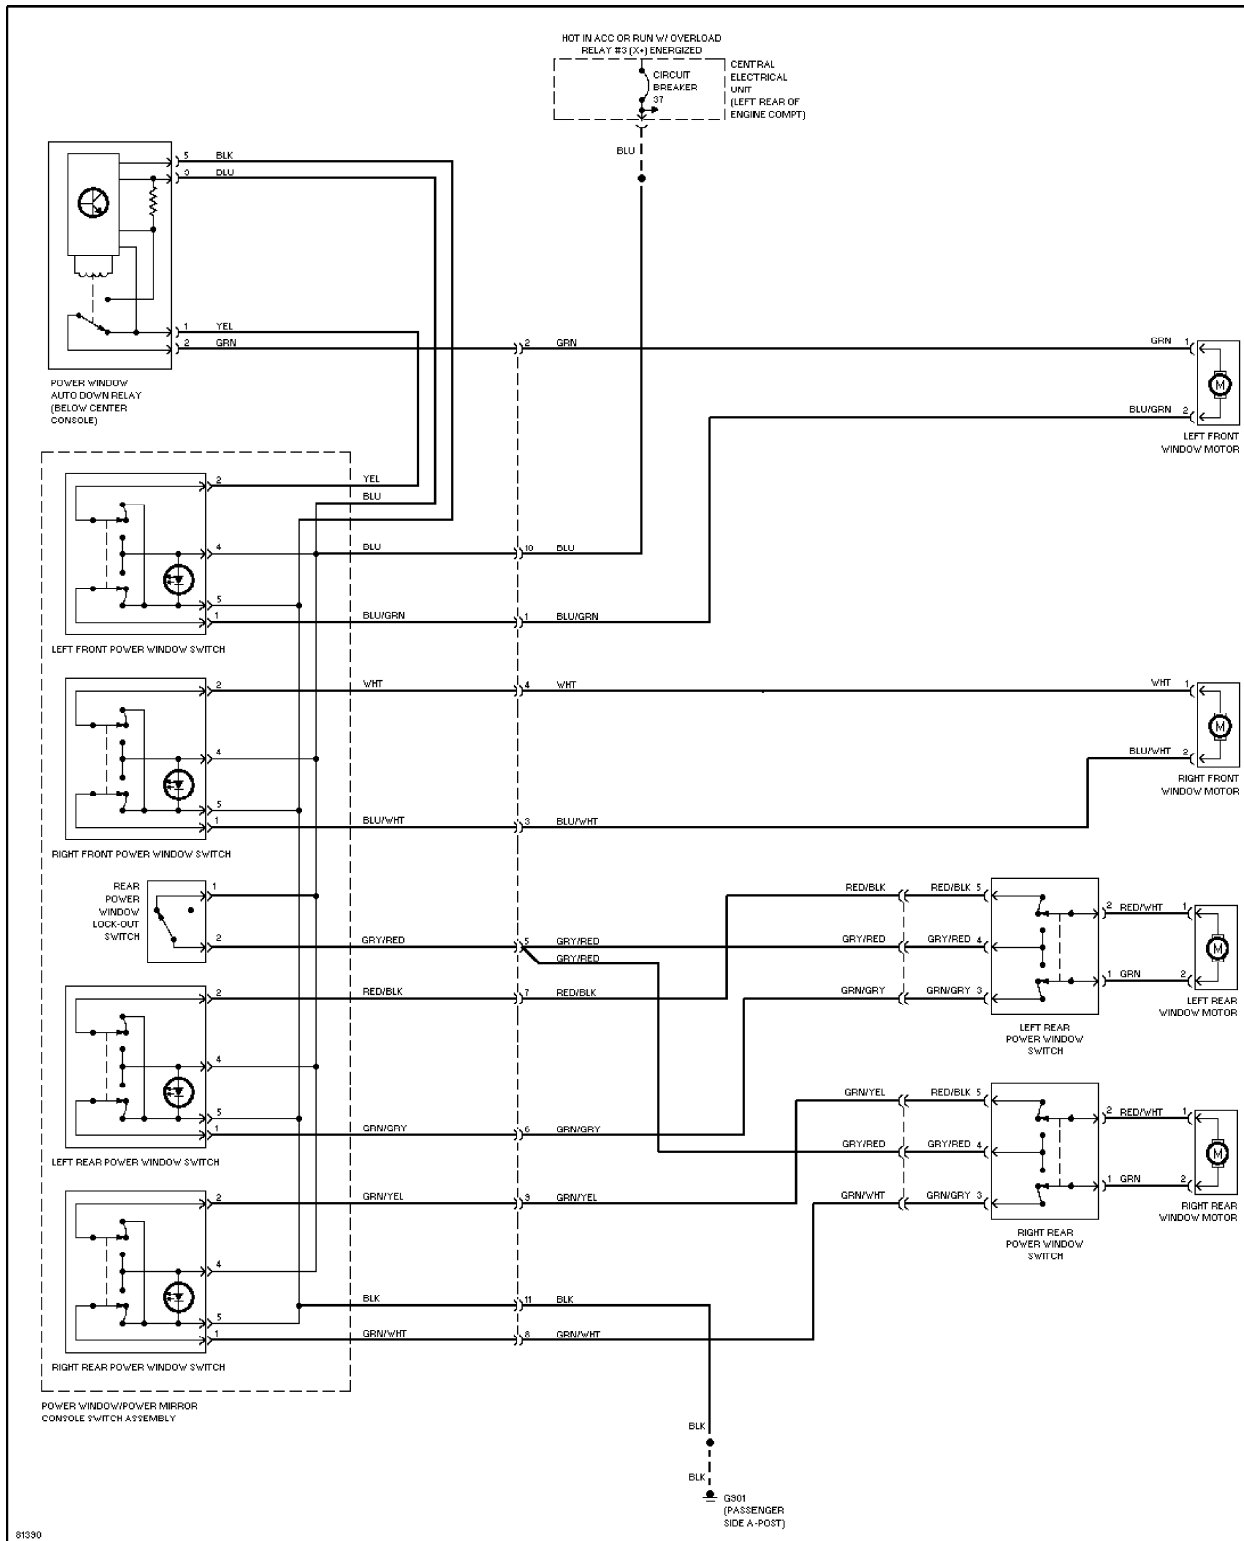 HOT IN ACC OR RUN W/ OVERLOAD
RELAY #3 (X+) ENERGIZED
CIRCUIT
BREAKER
37
CENTRAL
ELECTRICAL
UNIT
(LEFT REAR OF
ENGINE COMPT)
BLU
5 BLK
BLU
1 YEL
2 GRN
2 GRN
GRN 1
M
BLU/GRN 2
LEFT FRONT
WINDOW MOTOR
POWER WINDOW
AUTO DOWN RELAY
(BELOW CENTER
CONSOLE)
2 YEL
BLU
4 BLU 10 BLU
5
1 BLU/GRN 1 BLU/GRN
LEFT FRONT POWER WINDOW SWITCH
2 WHT 4 WHT
WHT 1
M
4
BLU/WHT 2
RIGHT FRONT
WINDOW MOTOR
5
1 BLU/WHT 3 BLU/WHT
RIGHT FRONT POWER WINDOW SWITCH
REAR
POWER
WINDOW
LOCK-OUT
SWITCH
1
2 GRY/RED 5 GRY/RED
GRY/RED
RED/BLK RED/BLK 5
GRY/RED GRY/RED 4
GRN/GRY GRN/GRY 3
2 RED/WHT 1
M
1 GRN 2
LEFT REAR
WINDOW MOTOR
LEFT REAR
POWER WINDOW
SWITCH
2 RED/BLK 7 RED/BLK
4
5
1 GRN/GRY 6 GRN/GRY
LEFT REAR POWER WINDOW SWITCH
GRN/YEL RED/BLK 5
GRY/RED GRY/RED 4
GRN/WHT GRN/GRY 3
2 RED/WHT 1
M
1 GRN 2
RIGHT REAR
WINDOW MOTOR
RIGHT REAR
POWER WINDOW
SWITCH
2 GRN/YEL 9 GRN/YEL
4
BLK 11 BLK
5
1 GRN/WHT 8 GRN/WHT
RIGHT REAR POWER WINDOW SWITCH
POWER WINDOW/POWER MIRROR
CONSOLE SWITCH ASSEMBLY
BLK
BLK
G901
(PASSENGER
SIDE A-POST)
81390